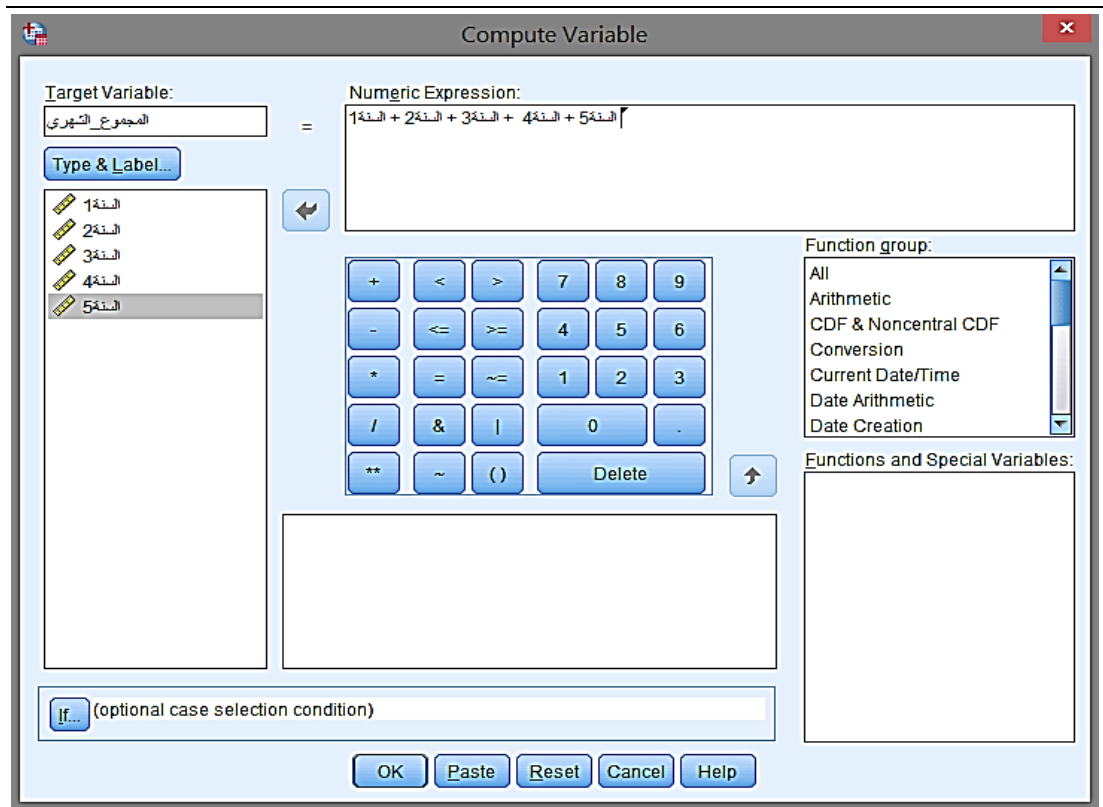 Compute Variable
x
Target Variable:
المجموع_الشهري
=
Numeric Expression:
السنة1 + السنة2 + السنة3 + السنة4 + السنة5
Type & Label...
السنة1
السنة2
السنة3
السنة4
السنة5
+ < > 7 8 9
- <= >= 4 5 6
* = ~= 1 2 3
/ & | 0 .
** ~ ( ) Delete
Function group:
All
Arithmetic
CDF & Noncentral CDF
Conversion
Current Date/Time
Date Arithmetic
Date Creation
Functions and Special Variables:
If... (optional case selection condition)
OK Paste Reset Cancel Help